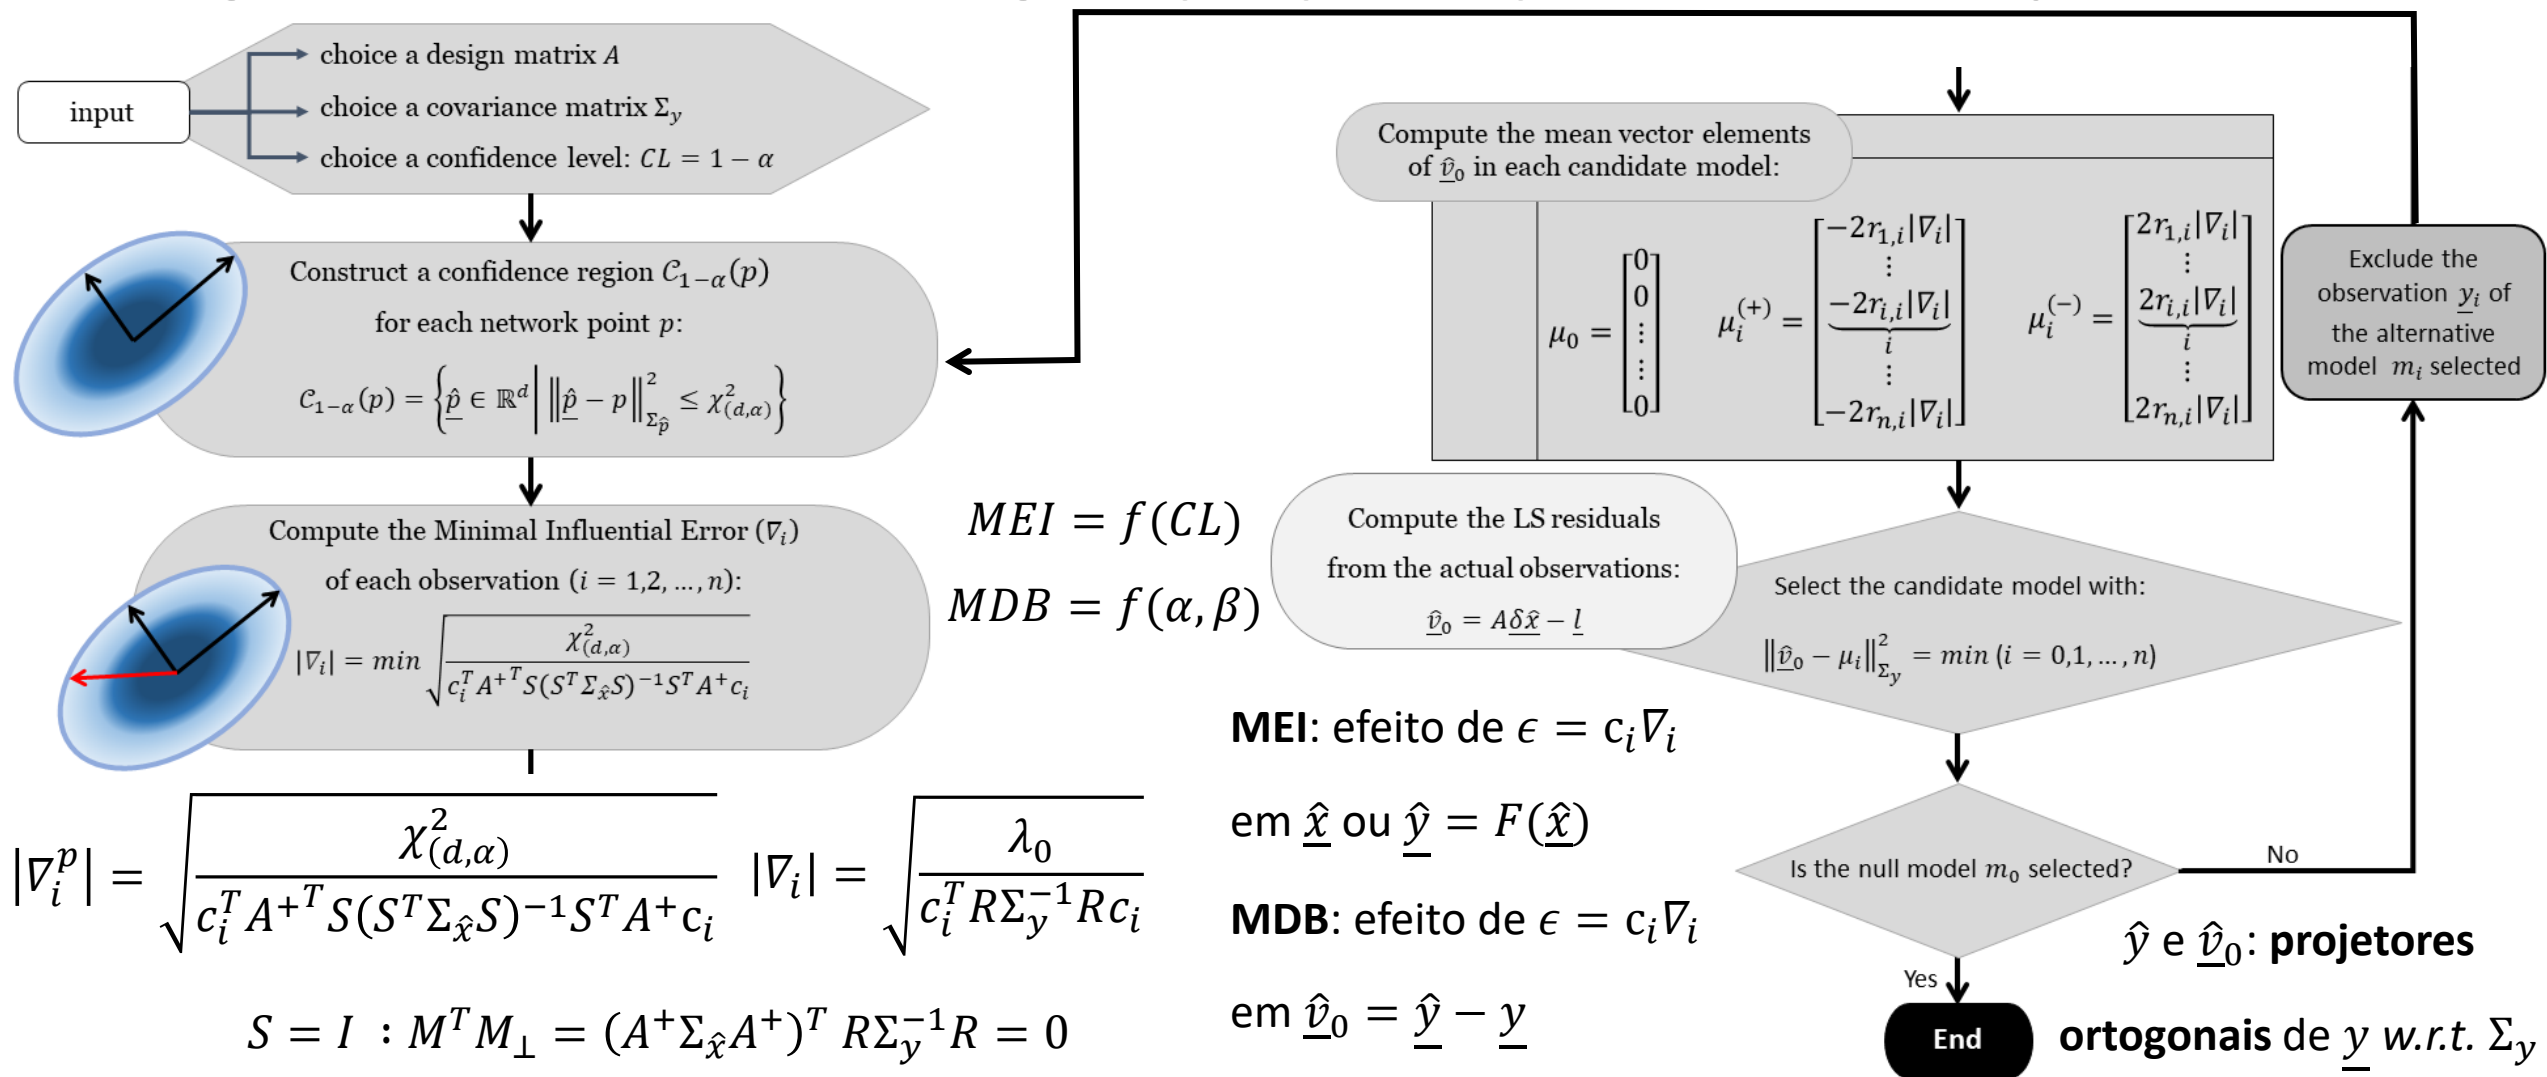 input
choice a design matrix A
choice a covariance matrix Σ_y
choice a confidence level: CL = 1 − α
Construct a confidence region 𝒞_{1−α}(p)
for each network point p:
𝒞_{1−α}(p) = { p̲̂ ∈ ℝ^d | ‖p̲̂ − p‖²_{Σ_p̂} ≤ χ²_{(d,α)} }
Compute the Minimal Influential Error (∇_i)
of each observation (i = 1,2, …, n):
|∇_i| = min √( χ²_{(d,α)} / ( c_i^T A^{+T} S(S^T Σ_x̂ S)^{−1} S^T A^+ c_i ) )
|∇_i^p| = √( χ²_{(d,α)} / ( c_i^T A^{+T} S(S^T Σ_x̂ S)^{−1} S^T A^+ c_i ) ) |∇_i| = √( λ_0 / ( c_i^T R Σ_y^{−1} R c_i ) )
S = I : M^T M_⊥ = (A^+ Σ_x̂ A^+)^T R Σ_y^{−1} R = 0
MEI = f(CL)
MDB = f(α, β)
MEI: efeito de ϵ = c_i ∇_i
em x̲̂ ou ŷ̲ = F(x̲̂)
MDB: efeito de ϵ = c_i ∇_i
em v̲̂_0 = ŷ̲ − y̲
Compute the mean vector elements
of v̲̂_0 in each candidate model:
μ_0 = [0 0 ⋮ ⋮ 0] μ_i^{(+)} = [−2r_{1,i}|∇_i| ⋮ −2r_{i,i}|∇_i| i ⋮ −2r_{n,i}|∇_i|] μ_i^{(−)} = [2r_{1,i}|∇_i| ⋮ 2r_{i,i}|∇_i| i ⋮ 2r_{n,i}|∇_i|]
Compute the LS residuals
from the actual observations:
v̲̂_0 = Aδ̲x̲̂ − l̲
Select the candidate model with:
‖v̲̂_0 − μ_i‖²_{Σ_y} = min (i = 0,1, …, n)
Is the null model m_0 selected?
No
Yes
End
Exclude the
observation y̲_i of
the alternative
model m_i selected
ŷ e v̲̂_0: projetores
ortogonais de y̲ w.r.t. Σ_y